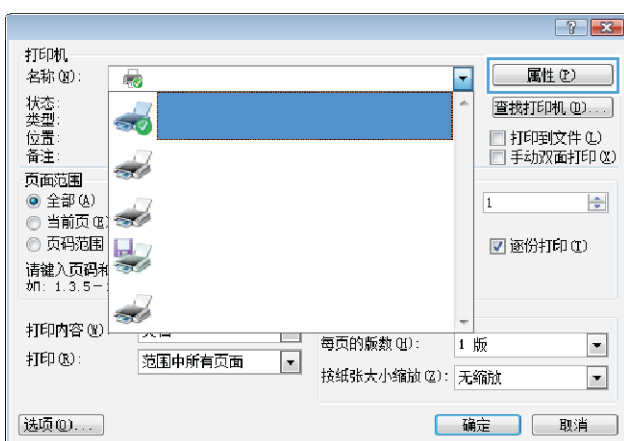 打印机
名称(N):
属性(P)
状态:
查找打印机(D)...
类型:
位置:
打印到文件(L)
备注:
手动双面打印(X)
页面范围
全部(A)
1
当前页(E)
页码范围
逐份打印(T)
请键入页码和
如: 1.3.5-
打印内容(W)
每页的版数(H): 1 版
打印(R): 范围中所有页面
按纸张大小缩放(Z): 无缩放
选项(O)...
确定
取消